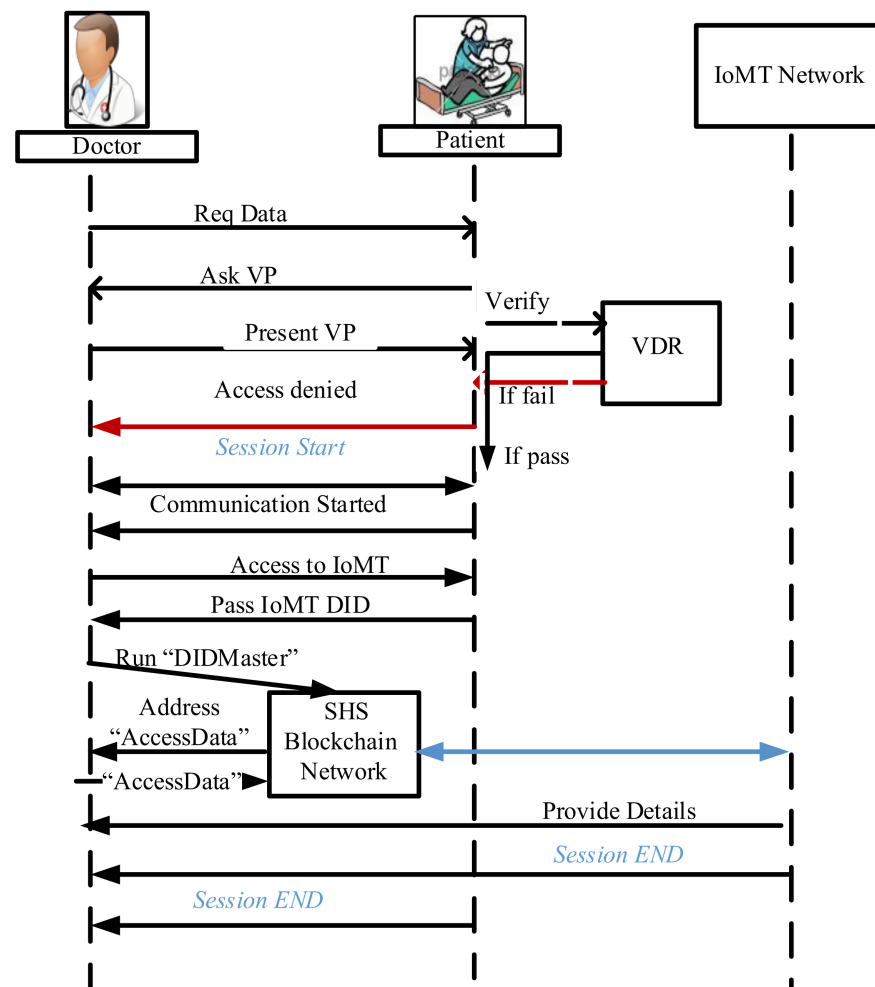 IoMT Network
Doctor
Patient
Req Data
Ask VP
Verify
Present VP
VDR
Access denied
If fail
Session Start
If pass
Communication Started
Access to IoMT
Pass IoMT DID
Run “DIDMaster”
Address
“AccessData”
SHS
Blockchain
Network
“AccessData”
Provide Details
Session END
Session END